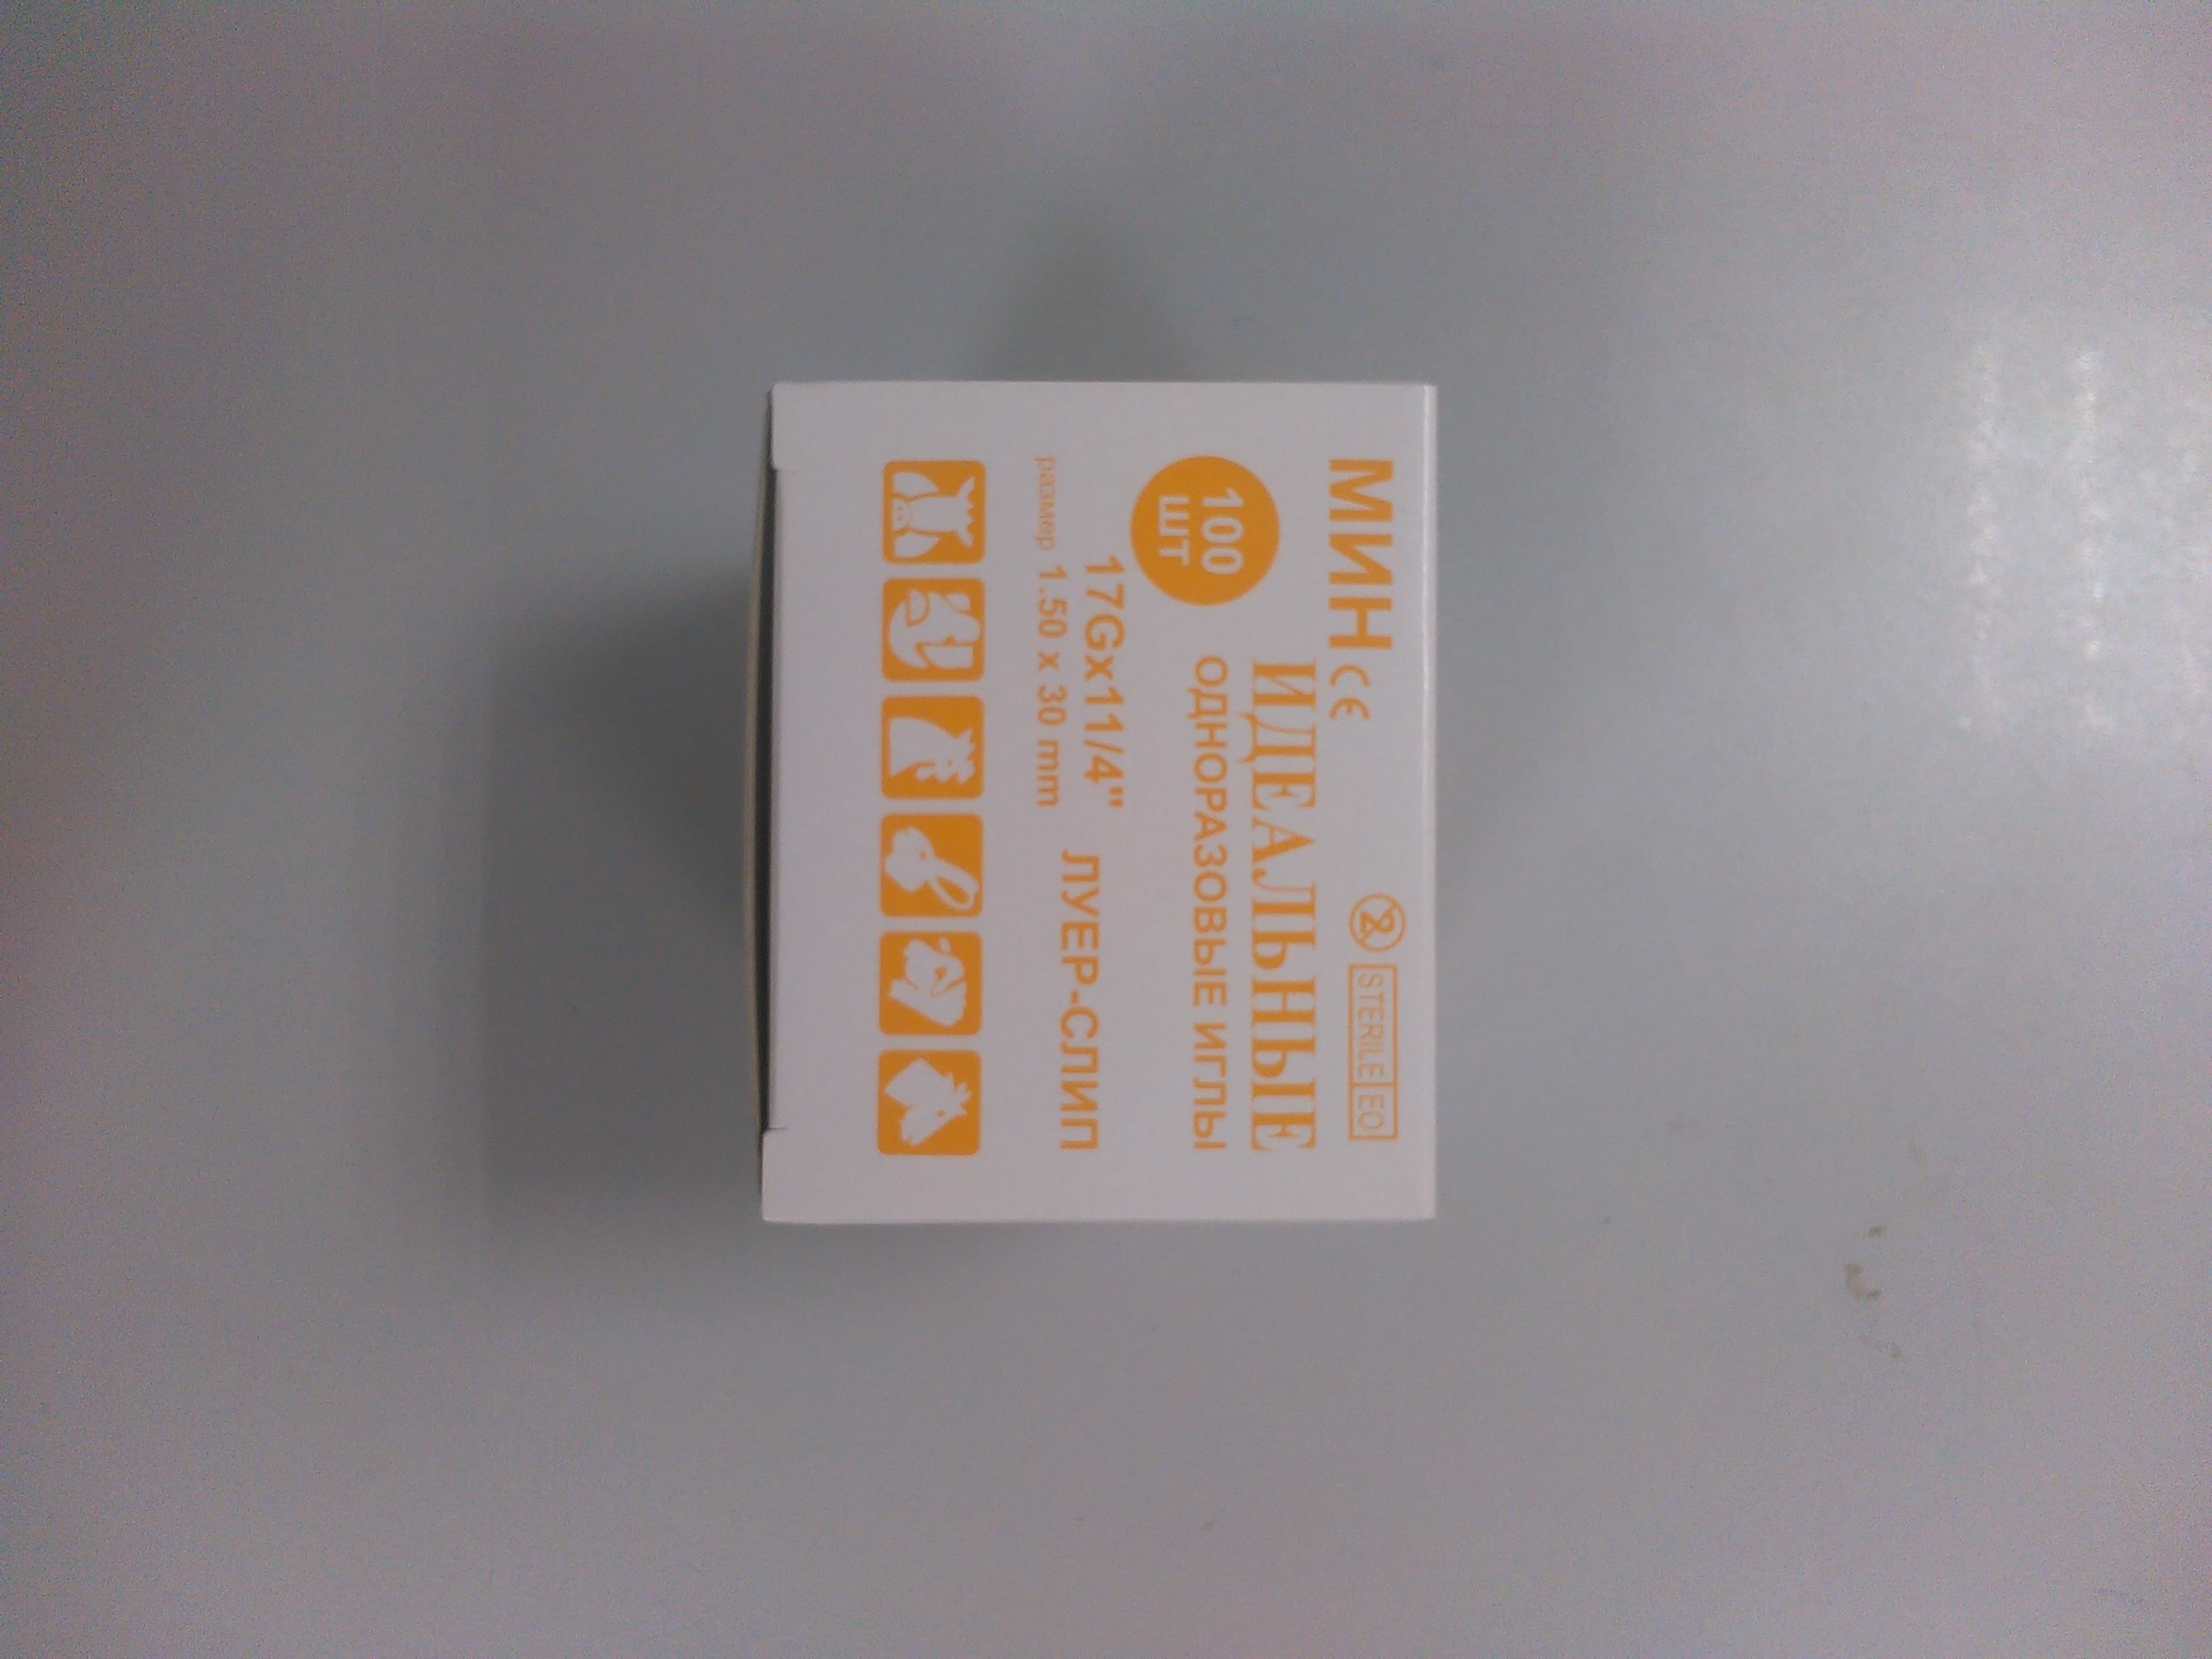 МИН CE
STERILE EO
100
ШТ
ИДЕАЛЬНЫЕ
ОДНОРАЗОВЫЕ ИГЛЫ
17Gx11/4"
размер 1.50 x 30 mm
ЛУЕР-СЛИП